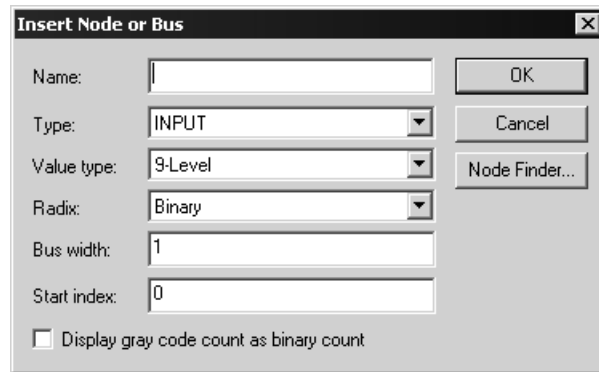 Insert Node or Bus
Name:
OK
Type: INPUT
Cancel
Value type: 9-Level
Node Finder...
Radix: Binary
Bus width: 1
Start index: 0
Display gray code count as binary count